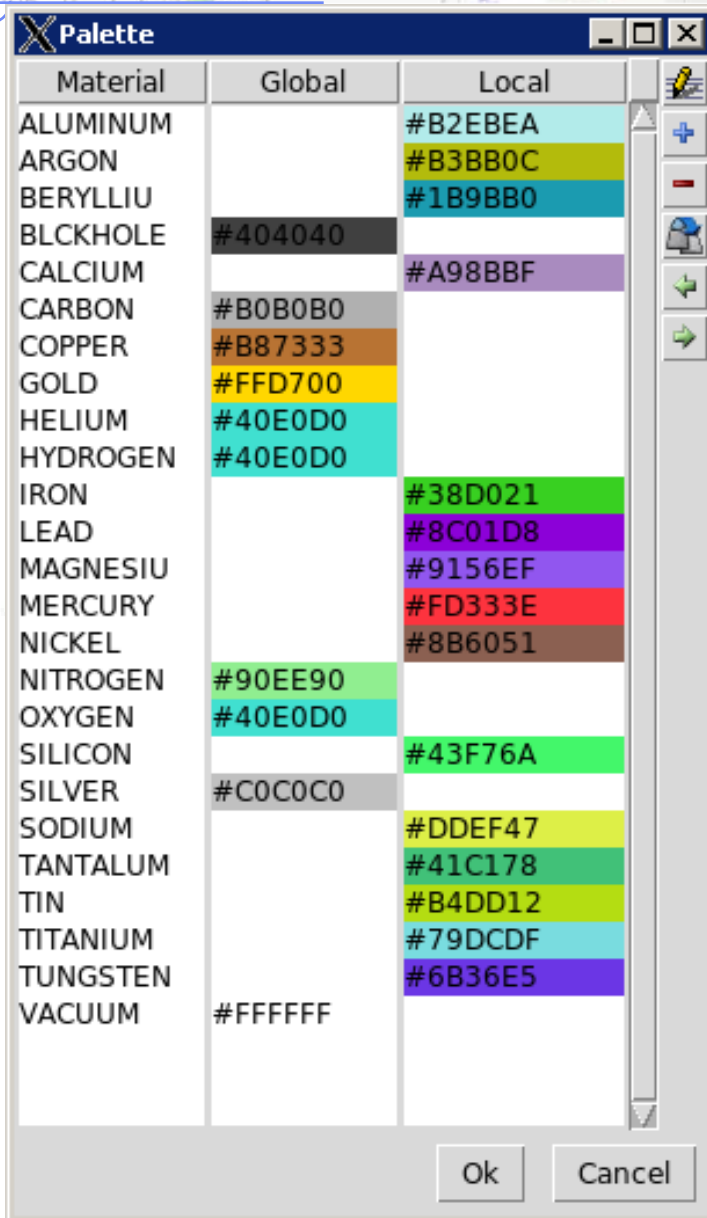 Palette
Material Global Local
ALUMINUM #B2EBEA
ARGON #B3BB0C
BERYLLIU #1B9BB0
BLCKHOLE #404040
CALCIUM #A98BBF
CARBON #B0B0B0
COPPER #B87333
GOLD #FFD700
HELIUM #40E0D0
HYDROGEN #40E0D0
IRON #38D021
LEAD #8C01D8
MAGNESIU #9156EF
MERCURY #FD333E
NICKEL #8B6051
NITROGEN #90EE90
OXYGEN #40E0D0
SILICON #43F76A
SILVER #C0C0C0
SODIUM #DDEF47
TANTALUM #41C178
TIN #B4DD12
TITANIUM #79DCDF
TUNGSTEN #6B36E5
VACUUM #FFFFFF
Ok Cancel